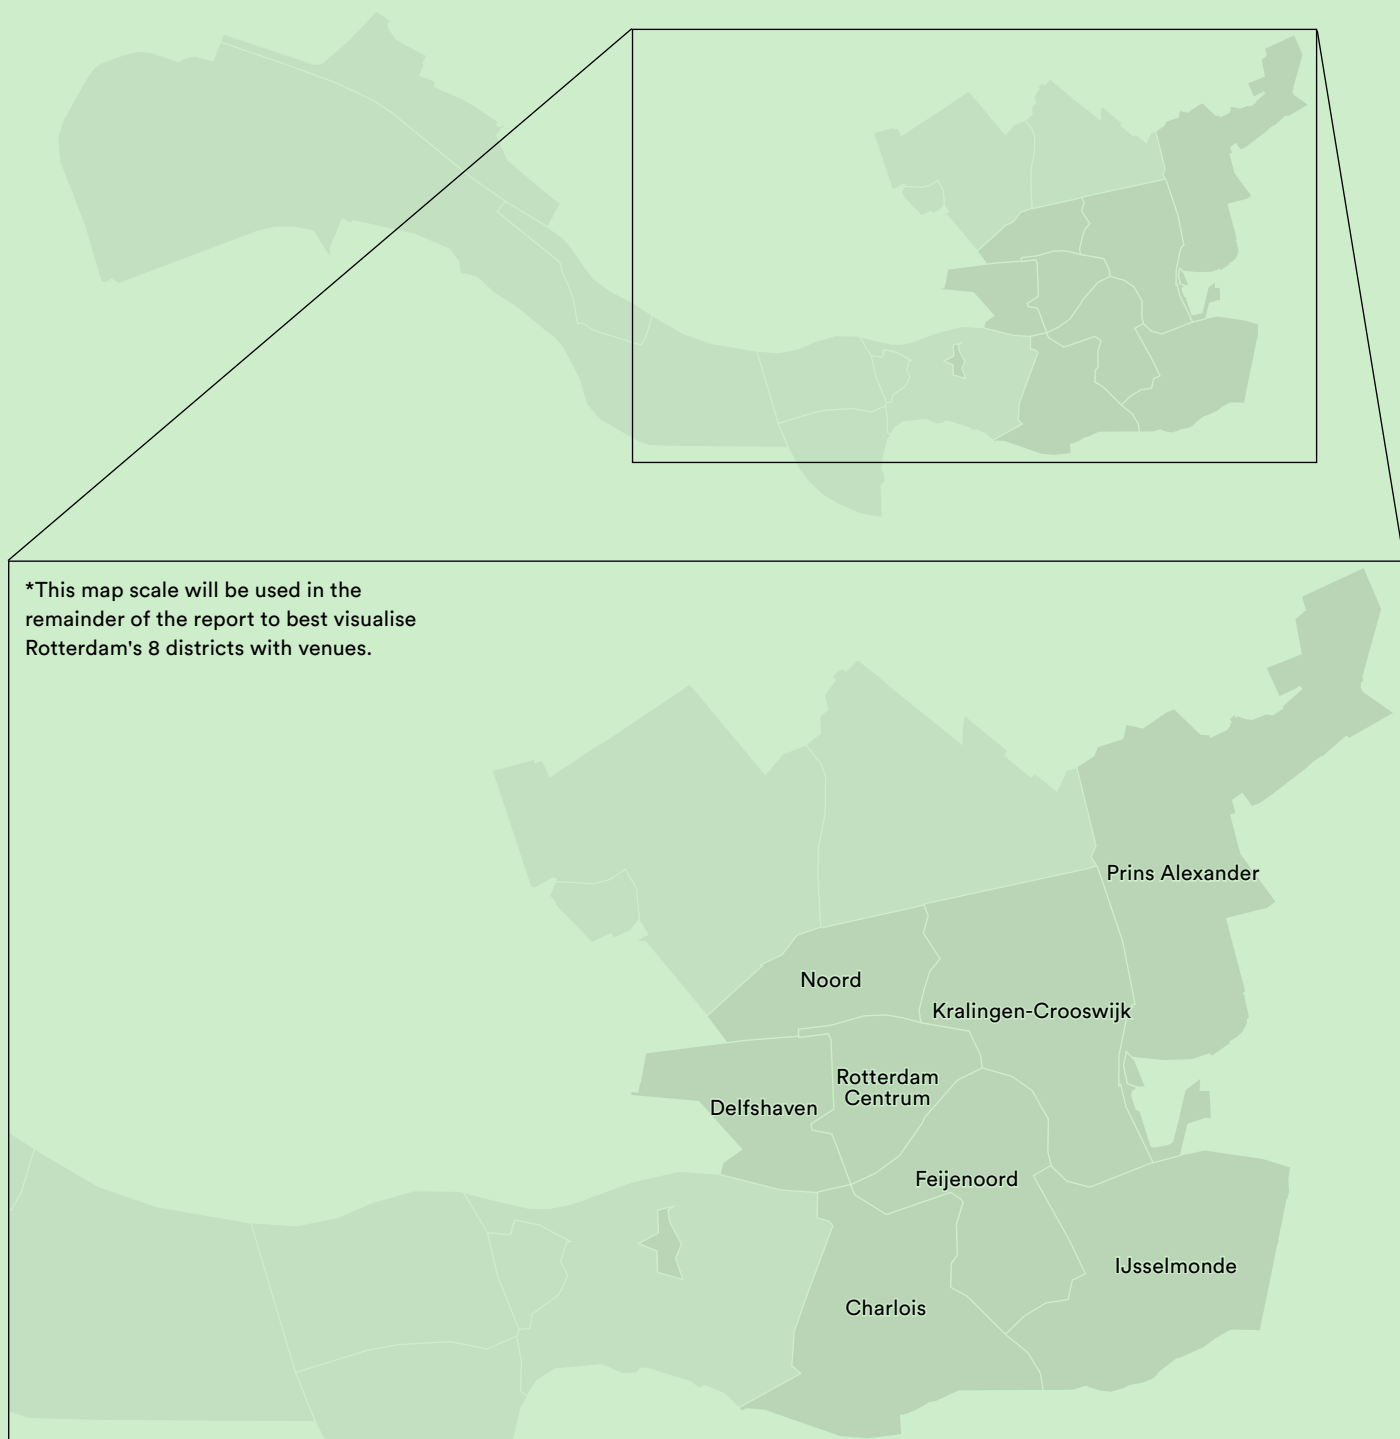 *This map scale will be used in the
remainder of the report to best visualise
Rotterdam's 8 districts with venues.
Prins Alexander
Noord
Kralingen-Crooswijk
Rotterdam
Centrum
Delfshaven
Feijenoord
IJsselmonde
Charlois